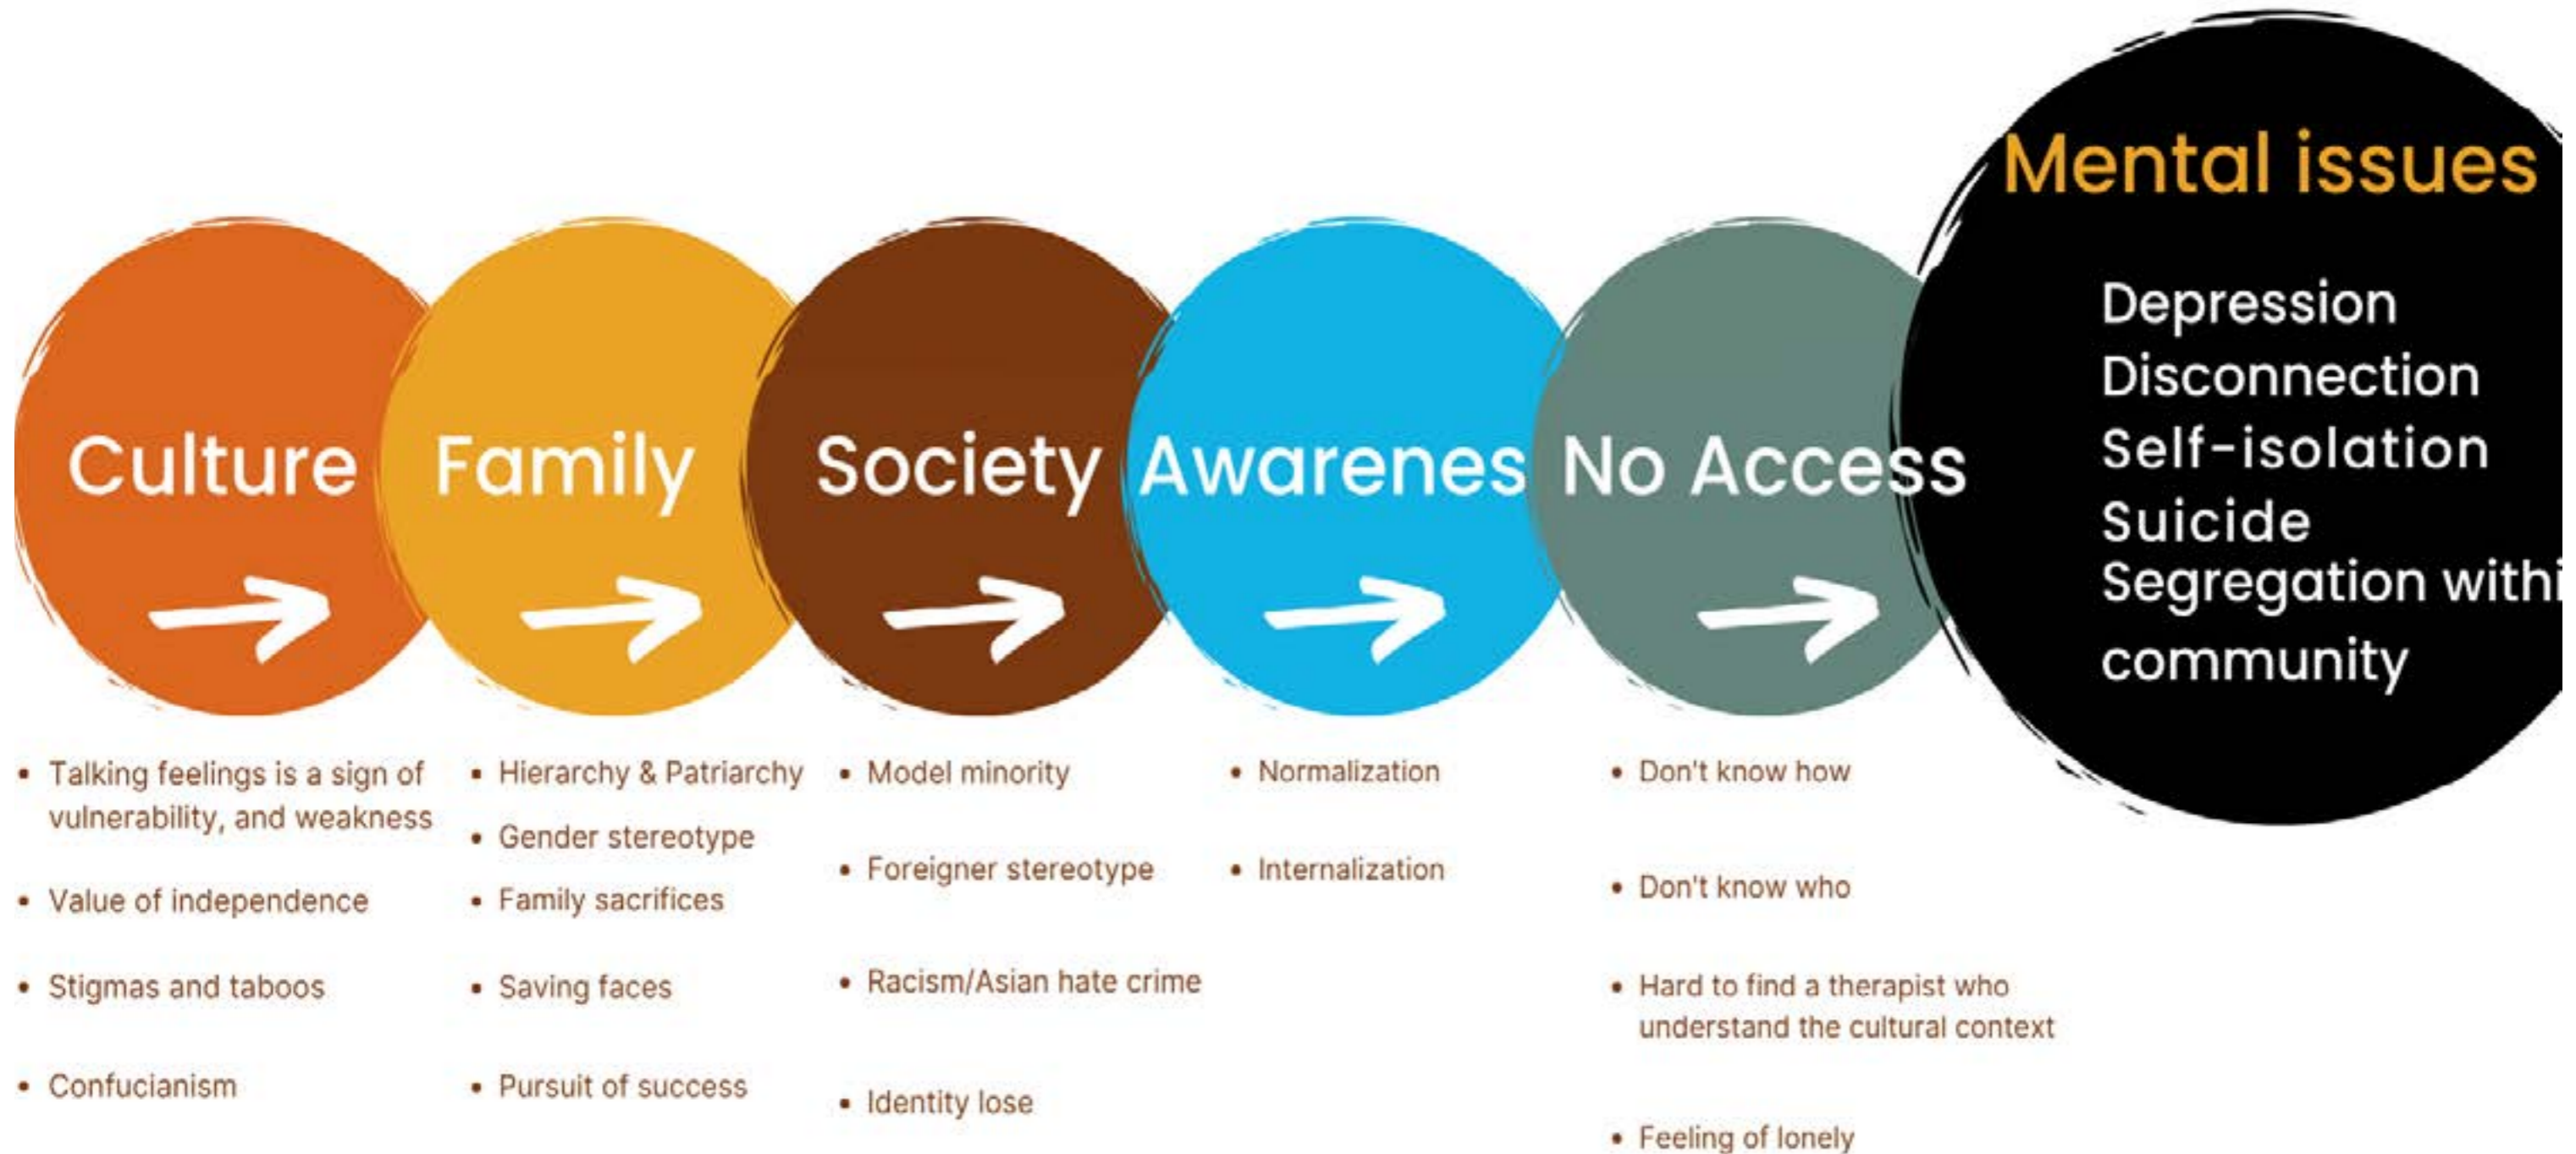 Mental issues
Depression
Disconnection
Self-isolation
Suicide
Segregation withi
community
Culture
Family
Society
Awarenes
No Access
• Talking feelings is a sign of
vulnerability, and weakness
• Value of independence
• Stigmas and taboos
• Confucianism
• Hierarchy & Patriarchy
• Gender stereotype
• Family sacrifices
• Saving faces
• Pursuit of success
• Model minority
• Foreigner stereotype
• Racism/Asian hate crime
• Identity lose
• Normalization
• Internalization
• Don't know how
• Don't know who
• Hard to find a therapist who
understand the cultural context
• Feeling of lonely